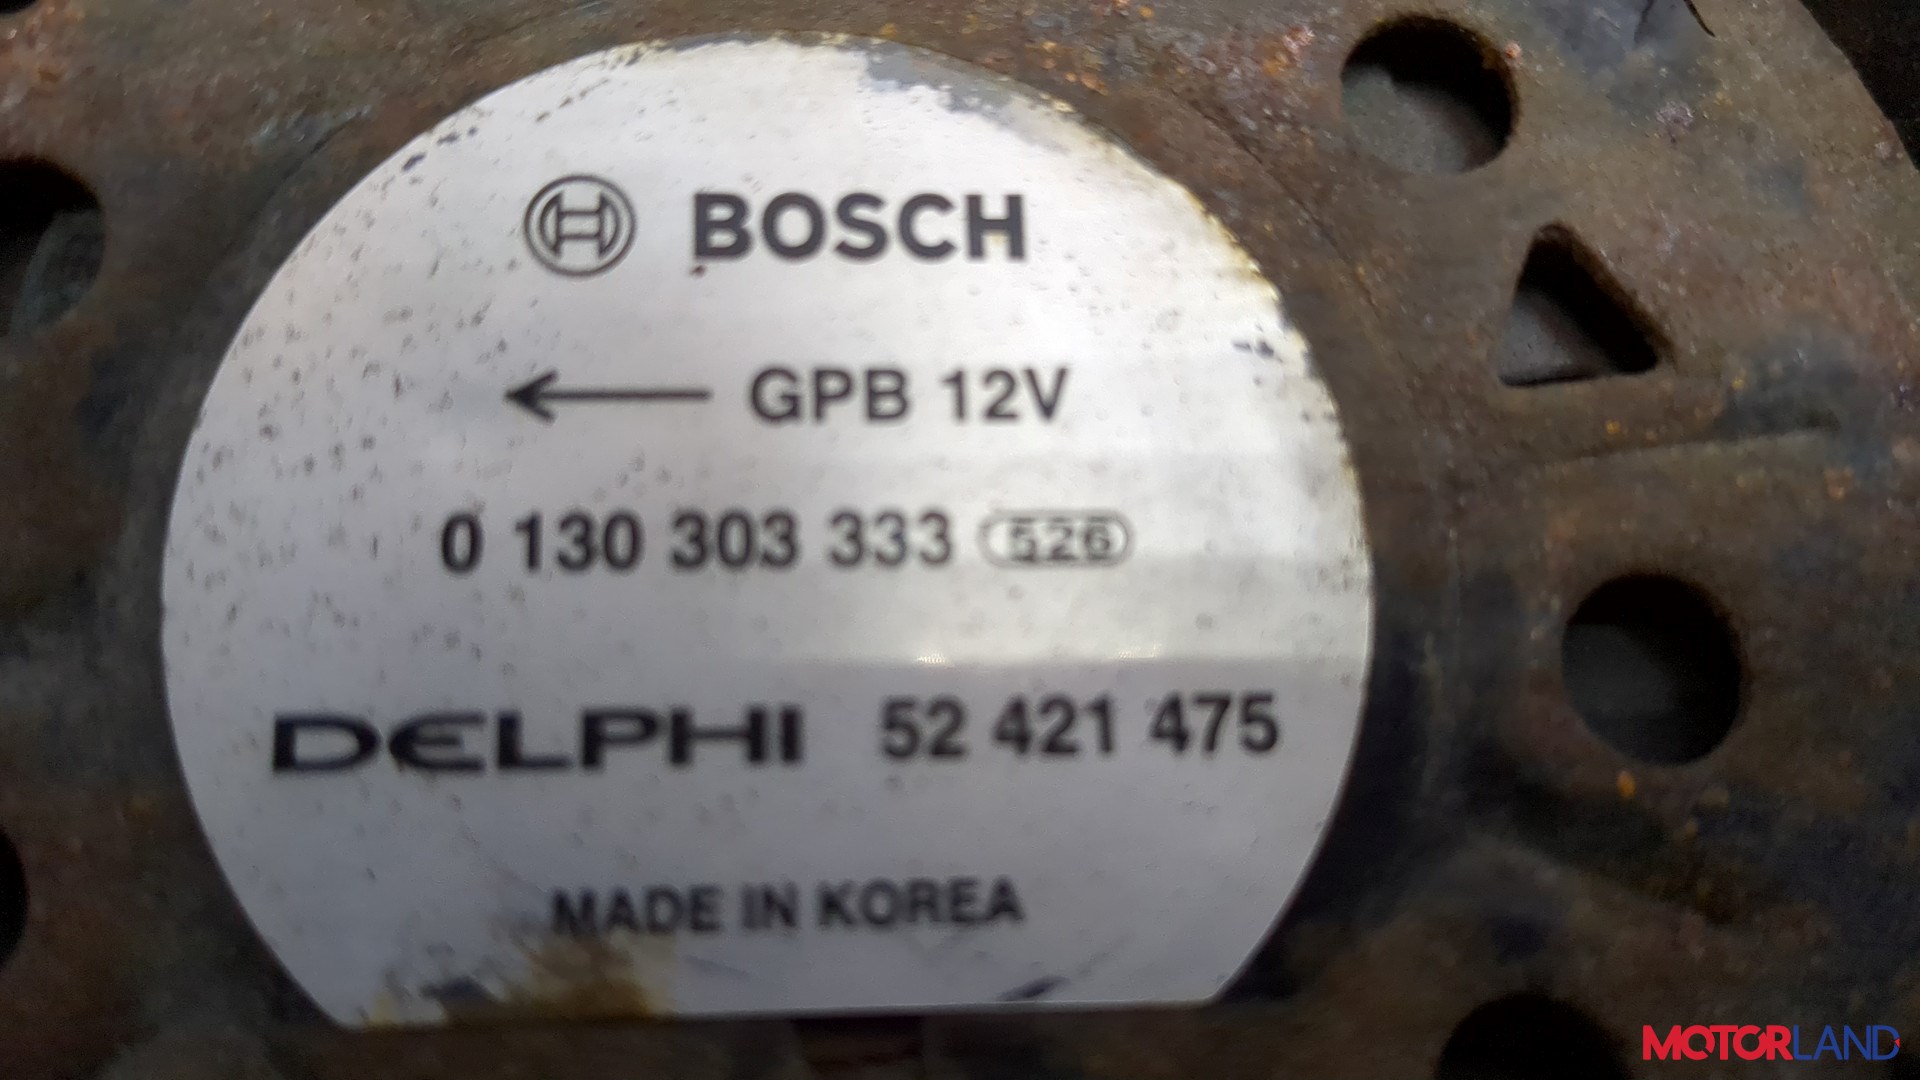 BOSCH
← GPB 12V
0 130 303 333 526
DELPHI 52 421 475
MADE IN KOREA
MOTORLAND